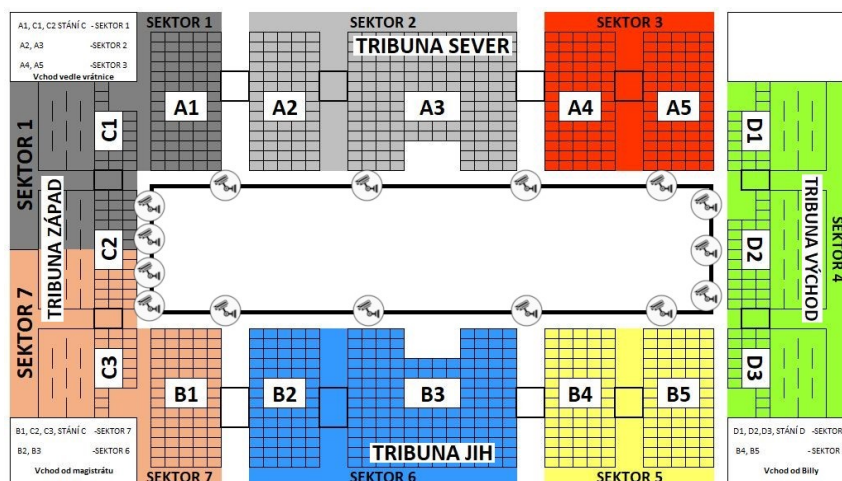 SEKTOR 1
SEKTOR 2
SEKTOR 3
A1, C1, C2 STÁNÍ C - SEKTOR 1
A2, A3 -SEKTOR 2
A4, A5 -SEKTOR 3
Vchod vedle vrátnice
TRIBUNA SEVER
A1
A2
A3
A4
A5
SEKTOR 1
C1
D1
TRIBUNA ZÁPAD
C2
D2
TRIBUNA VÝCHOD
SEKTOR 4
SEKTOR 7
C3
D3
B1
B2
B3
B4
B5
B1, C2, C3, STÁNÍ C -SEKTOR 7
B2, B3 -SEKTOR 6
Vchod od magistrátu
TRIBUNA JIH
D1, D2,D3, STÁNÍ D -SEKTOR
B4, B5 -SEKTOR
Vchod od Billy
SEKTOR 7
SEKTOR 6
SEKTOR 5